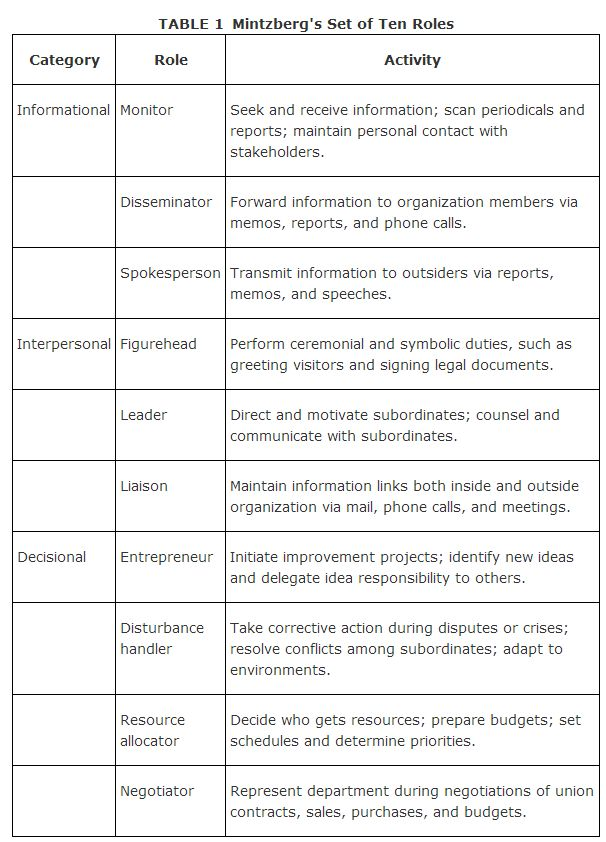 TABLE 1 Mintzberg's Set of Ten Roles
Category Role Activity
Informational Monitor Seek and receive information; scan periodicals and
reports; maintain personal contact with
stakeholders.
Disseminator Forward information to organization members via
memos, reports, and phone calls.
Spokesperson Transmit information to outsiders via reports,
memos, and speeches.
Interpersonal Figurehead Perform ceremonial and symbolic duties, such as
greeting visitors and signing legal documents.
Leader Direct and motivate subordinates; counsel and
communicate with subordinates.
Liaison Maintain information links both inside and outside
organization via mail, phone calls, and meetings.
Decisional Entrepreneur Initiate improvement projects; identify new ideas
and delegate idea responsibility to others.
Disturbance Take corrective action during disputes or crises;
handler resolve conflicts among subordinates; adapt to
environments.
Resource Decide who gets resources; prepare budgets; set
allocator schedules and determine priorities.
Negotiator Represent department during negotiations of union
contracts, sales, purchases, and budgets.